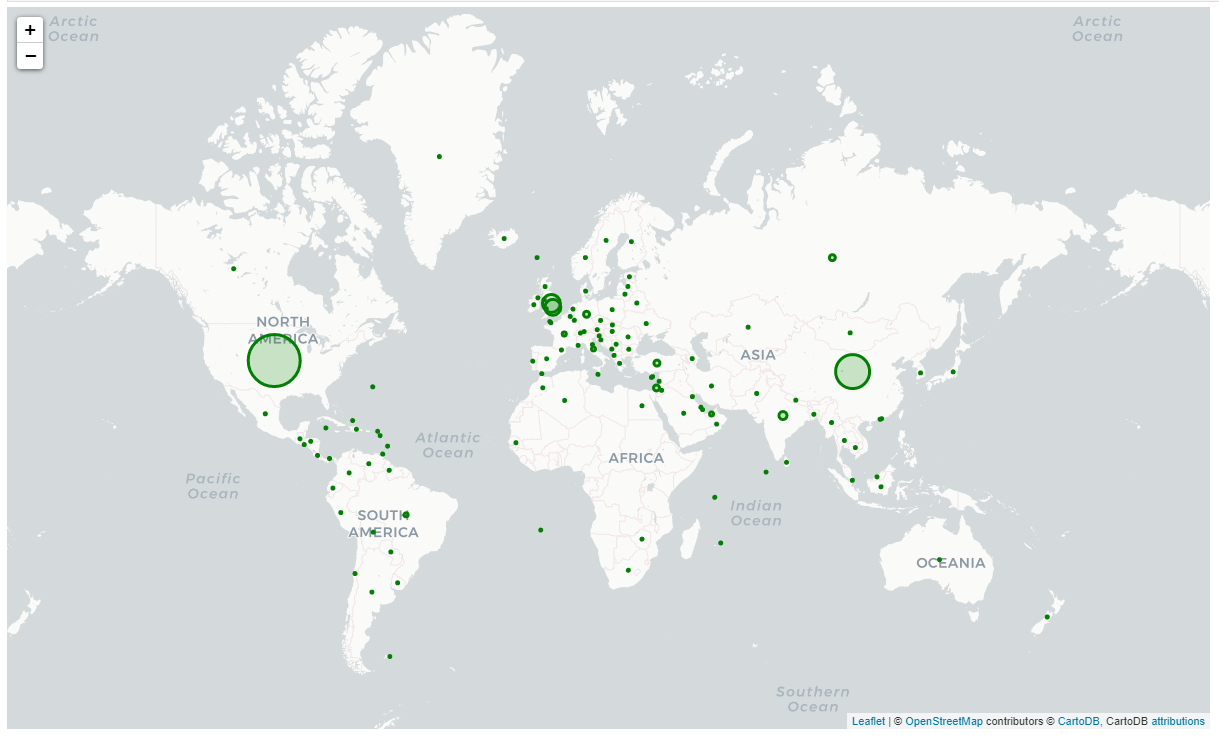 +
−
Arctic
Ocean
Arctic
Ocean
NORTH
AMERICA
ASIA
Atlantic
Ocean
AFRICA
Pacific
Ocean
Indian
Ocean
SOUTH
AMERICA
OCEANIA
Southern
Ocean
Leaflet | © OpenStreetMap contributors © CartoDB, CartoDB attributions